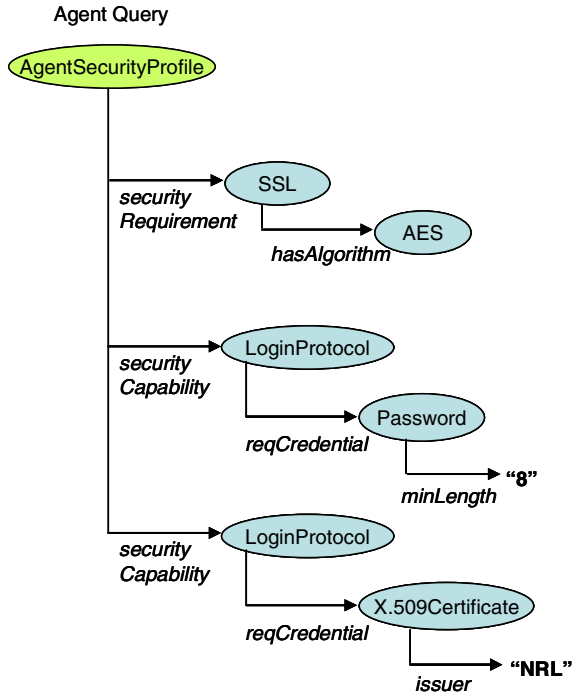 Agent Query
AgentSecurityProfile
security
Requirement
SSL
hasAlgorithm
AES
security
Capability
LoginProtocol
reqCredential
Password
minLength
“8”
security
Capability
LoginProtocol
reqCredential
X.509Certificate
issuer
“NRL”